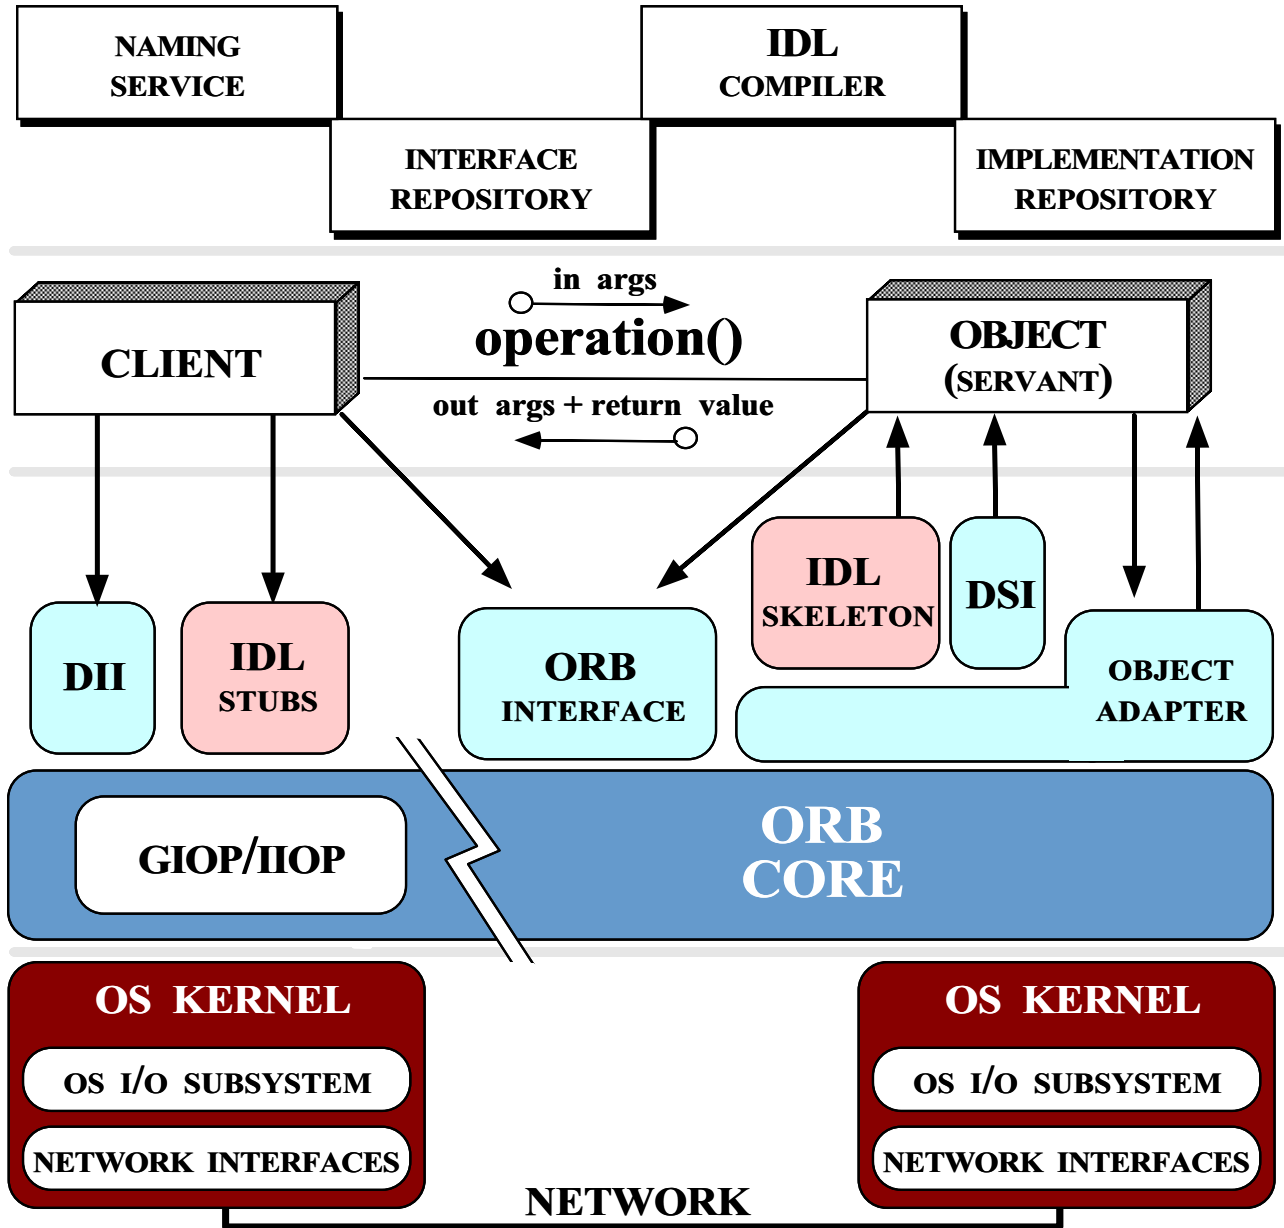 NAMING
SERVICE
IDL
COMPILER
INTERFACE
REPOSITORY
IMPLEMENTATION
REPOSITORY
in args
operation()
out args + return value
CLIENT
OBJECT
(SERVANT)
DII
IDL
STUBS
ORB
INTERFACE
IDL
SKELETON
DSI
OBJECT
ADAPTER
GIOP/IIOP
ORB
CORE
OS KERNEL
OS I/O SUBSYSTEM
NETWORK INTERFACES
OS KERNEL
OS I/O SUBSYSTEM
NETWORK INTERFACES
NETWORK